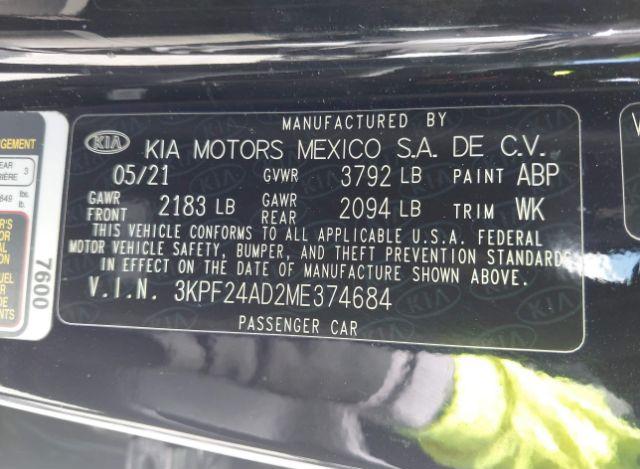 MANUFACTURED BY
KIA KIA MOTORS MEXICO S.A. DE C.V.
05/21 GVWR 3792 LB PAINT ABP
GAWR FRONT 2183 LB GAWR REAR 2094 LB TRIM WK
THIS VEHICLE CONFORMS TO ALL APPLICABLE U.S.A. FEDERAL
MOTOR VEHICLE SAFETY, BUMPER, AND THEFT PREVENTION STANDARDS
IN EFFECT ON THE DATE OF MANUFACTURE SHOWN ABOVE.
V.I.N. 3KPF24AD2ME374684
PASSENGER CAR
7600